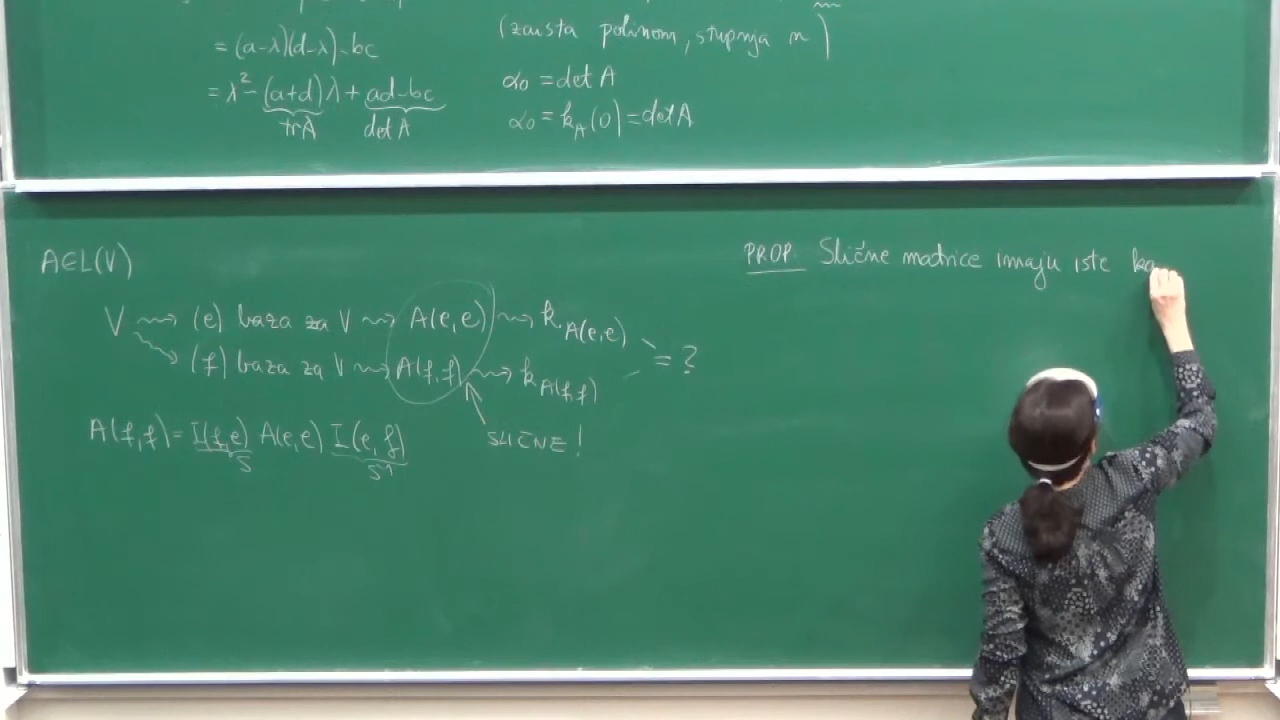 = (a-λ)(d-λ)-bc
= λ² - (a+d)λ + ad-bc
trA detA
(zaista polinom, stupnja n)
α₀ = det A
α₀ = k_A(0) = det A
A∈L(V)
V ⇝ (e) baza za V ⇝ A(e,e) ⇝ k_A(e,e)
⇝ (f) baza za V ⇝ A(f,f) ⇝ k_A(f,f)
= ?
A(f,f) = I(f,e) A(e,e) I(e,f)
S S⁻¹
SLIČNE!
PROP. Slične matrice imaju iste ka